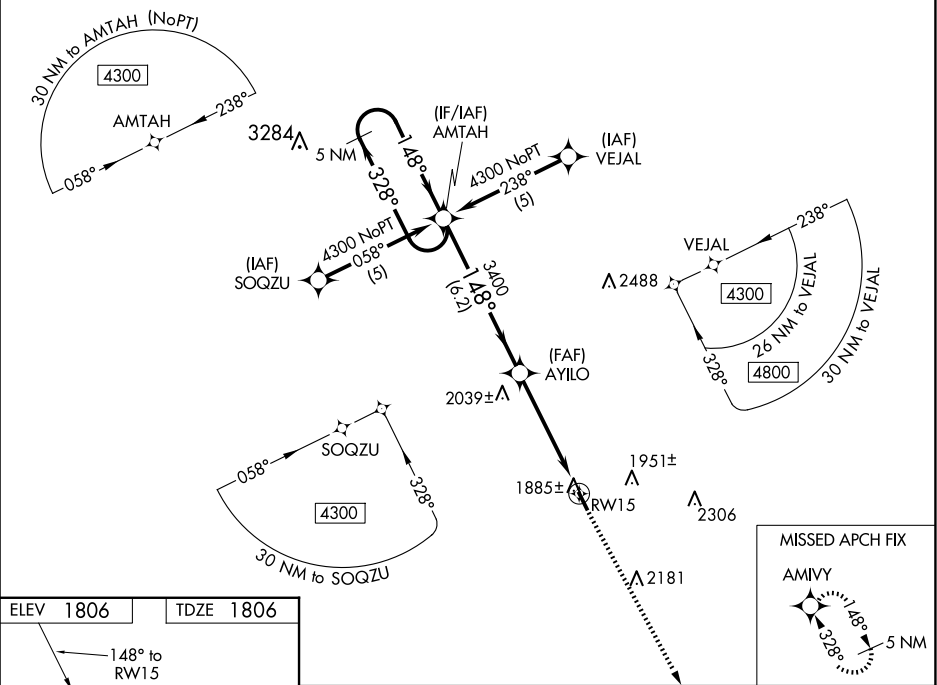 30 NM to AMTAH (NoPT)
4300
AMTAH
238°
058°
3284
5 NM
148°
328°
(IF/IAF)
AMTAH
(IAF)
VEJAL
4300 NoPT
238°
(5)
4300 NoPT
058°
(5)
(IAF)
SOQZU
3400
148°
(6.2)
2488
VEJAL
238°
4300
26 NM to VEJAL
4800
30 NM to VEJAL
328°
(FAF)
AYILO
2039±
SOQZU
058°
328°
4300
30 NM to SOQZU
1951±
1885±
RW15
2306
2181
MISSED APCH FIX
AMIVY
148°
328°
5 NM
ELEV 1806
TDZE 1806
148° to
RW15